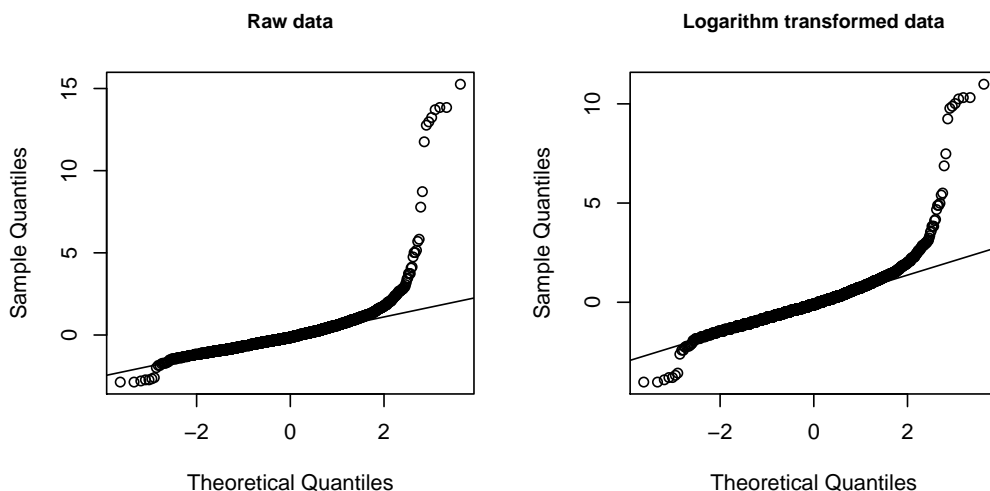 Raw data
Sample Quantiles
15
10
5
0
−2
0
2
Theoretical Quantiles
Logarithm transformed data
Sample Quantiles
10
5
0
−2
0
2
Theoretical Quantiles